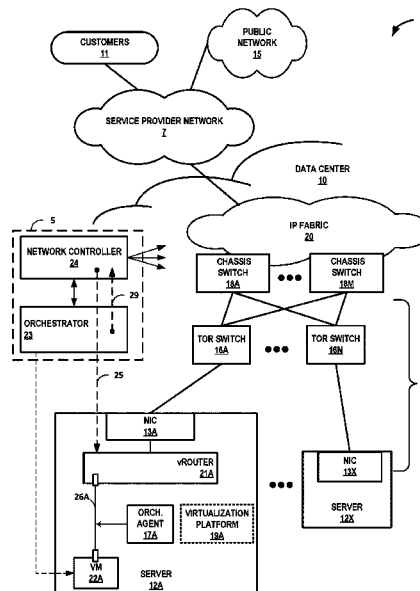 CUSTOMERS
11
PUBLIC
NETWORK
15
SERVICE PROVIDER NETWORK
7
DATA CENTER
10
5
IP FABRIC
20
NETWORK CONTROLLER
24
CHASSIS
SWITCH
18A
CHASSIS
SWITCH
18M
29
ORCHESTRATOR
23
TOR SWITCH
16A
TOR SWITCH
16N
25
NIC
13A
vROUTER
21A
NIC
13X
26A
ORCH.
AGENT
17A
VIRTUALIZATION
PLATFORM
19A
SERVER
12X
VM
22A
SERVER
12A